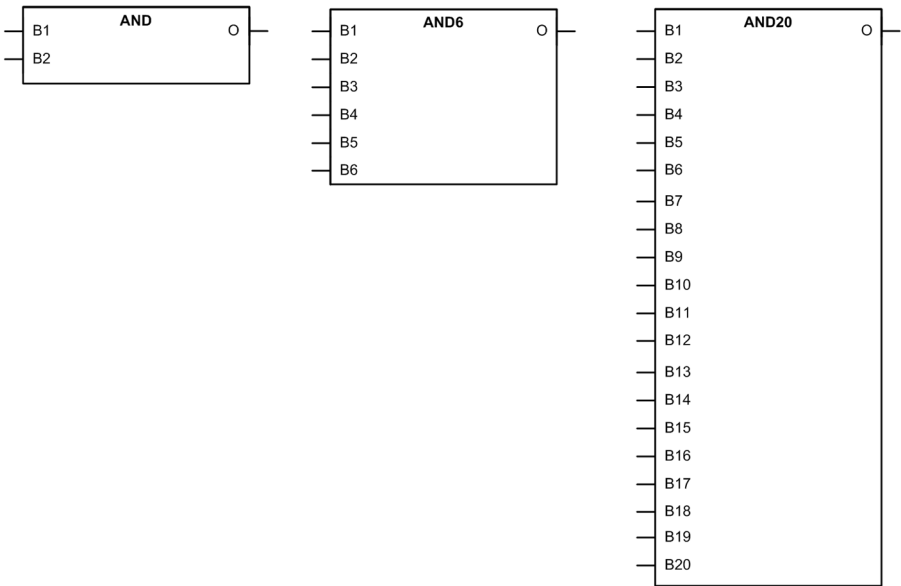 AND
B1 O
B2
AND6
B1 O
B2
B3
B4
B5
B6
AND20
B1 O
B2
B3
B4
B5
B6
B7
B8
B9
B10
B11
B12
B13
B14
B15
B16
B17
B18
B19
B20